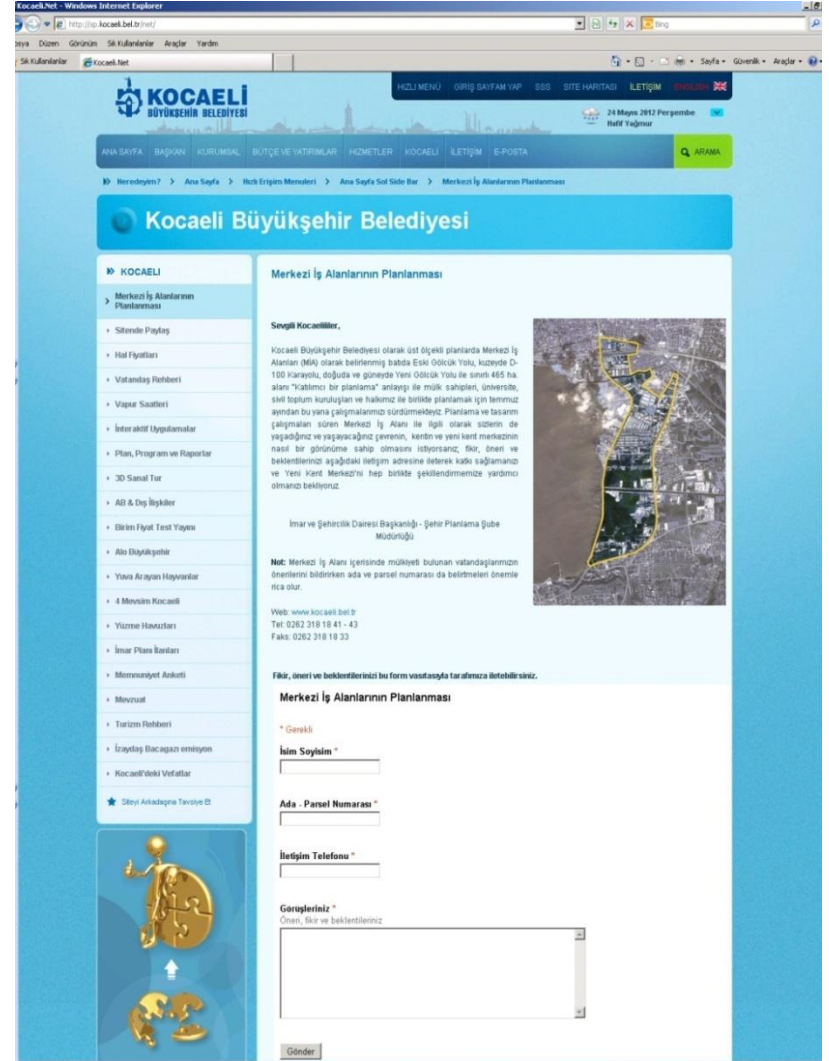 Kocaeli.Net - Windows Internet Explorer
kocaeli.bel.tr/net/
Bing
Düzen Görünüm Sık Kullanılanlar Araçlar Yardım
Sık Kullanılanlar Kocaeli.Net
Sayfa Güvenlik Araçlar
HIZLI MENÜ GİRİŞ SAYFAM YAP SSS SITE HARİTASI İLETİŞİM ENGLISH
KOCAELİ
BÜYÜKŞEHİR BELEDİYESİ
24 Mayıs 2012 Perşembe
Hafif Yağmur
ANA SAYFA BAŞKAN KURUMSAL BÜTÇE VE YATIRIMLAR HİZMETLER KOCAELİ İLETİŞİM E-POSTA
ARAMA
Neredeyim? > Ana Sayfa > Hızlı Erişim Menuleri > Ana Sayfa Sol Side Bar > Merkezi İş Alanlarının Planlanması
Kocaeli Büyükşehir Belediyesi
KOCAELİ
Merkezi İş Alanlarının
Planlanması
Sitende Paylaş
Hal Fiyatları
Vatandaş Rehberi
Vapur Saatleri
İnteraktif Uygulamalar
Plan, Program ve Raporlar
3D Sanal Tur
AB & Dış İlişkiler
Birim Fiyat Test Yayını
Alo Büyükşehir
Yuva Arayan Hayvanlar
4 Mevsim Kocaeli
Yüzme Havuzları
İmar Planı İlanları
Memnuniyet Anketi
Mevzuat
Turizm Rehberi
İzaydaş Bacagazı emisyon
Kocaeli'deki Vefatlar
Siteyi Arkadaşına Tavsiye Et
Merkezi İş Alanlarının Planlanması
Sevgili Kocaelililer,
Kocaeli Büyükşehir Belediyesi olarak üst ölçekli planlarda Merkezi İş
Alanları (MİA) olarak belirlenmiş batıda Eski Gölcük Yolu, kuzeyde D-
100 Karayolu, doğuda ve güneyde Yeni Gölcük Yolu ile sınırlı 465 ha.
alanı "Katılımcı bir planlama" anlayışı ile mülk sahipleri, üniversite,
sivil toplum kuruluşları ve halkımız ile birlikte planlamak için temmuz
ayından bu yana çalışmalarımızı sürdürmekteyiz. Planlama ve tasarım
çalışmaları süren Merkezi İş Alanı ile ilgili olarak sizlerin de
yaşadığınız ve yaşayacağınız çevrenin, kentin ve yeni kent merkezinin
nasıl bir görünüme sahip olmasını istiyorsanız; fikir, öneri ve
beklentilerinizi aşağıdaki iletişim adresine ileterek katkı sağlamanızı
ve Yeni Kent Merkezi'ni hep birlikte şekillendirmemize yardımcı
olmanızı bekliyoruz.
İmar ve Şehircilik Dairesi Başkanlığı - Şehir Planlama Şube
Müdürlüğü
Not: Merkezi İş Alanı içerisinde mülkiyeti bulunan vatandaşlarımızın
önerilerini bildirirken ada ve parsel numarası da belirtmeleri önemle
rica olur.
Web: www.kocaeli.bel.tr
Tel: 0262 318 18 41 - 43
Faks: 0262 318 18 33
Fikir, öneri ve beklentilerinizi bu form vasıtasıyla tarafımıza iletebilirsiniz.
Merkezi İş Alanlarının Planlanması
* Gerekli
İsim Soyisim *
Ada - Parsel Numarası *
İletişim Telefonu *
Görüşleriniz *
Öneri, fikir ve beklentileriniz
Gönder